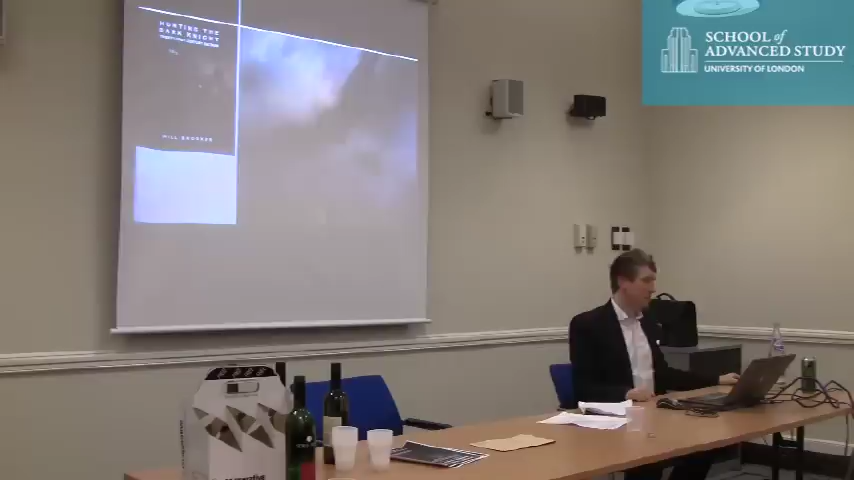 HUNTING THE
DARK KNIGHT
WILL BROOKER
SCHOOL of
ADVANCED STUDY
UNIVERSITY OF LONDON